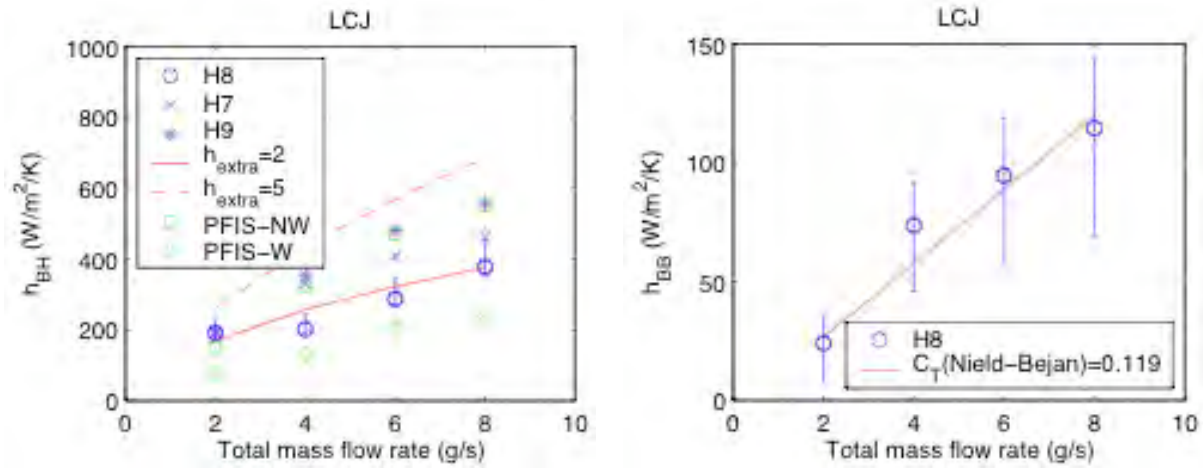 LCJ
1000
800
600
400
200
0
0 2 4 6 8 10
h_BH (W/m²/K)
Total mass flow rate (g/s)
H8
H7
H9
h_extra=2
h_extra=5
PFIS-NW
PFIS-W
LCJ
150
100
50
0
0 2 4 6 8 10
h_BB (W/m²/K)
Total mass flow rate (g/s)
H8
C_T(Nield-Bejan)=0.119